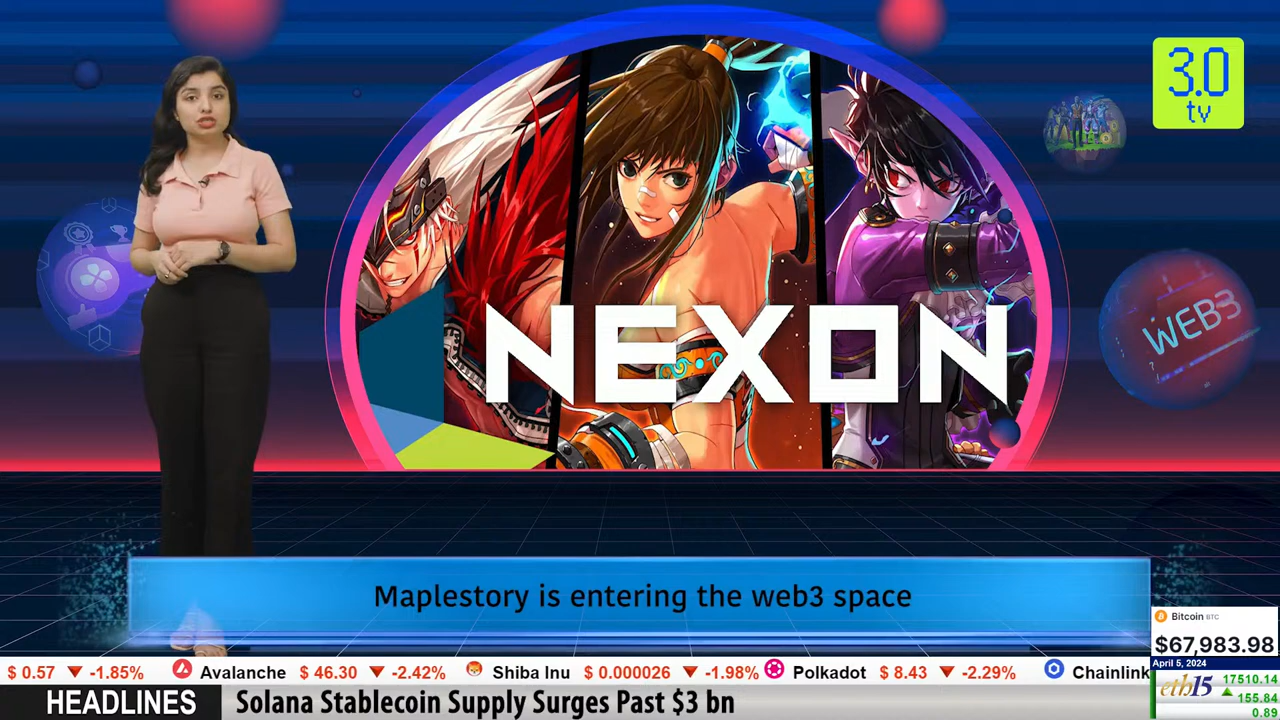 3.0
tv
WEB3
NEXON
Maplestory is entering the web3 space
Bitcoin BTC
$67,983.98
April 5, 2024
$ 0.57 ▼ -1.85% Avalanche $ 46.30 ▼ -2.42% Shiba Inu $ 0.000026 ▼ -1.98% Polkadot $ 8.43 ▼ -2.29% Chainlink
eth15 17510.14
▲ 155.84
0.89
HEADLINES Solana Stablecoin Supply Surges Past $3 bn